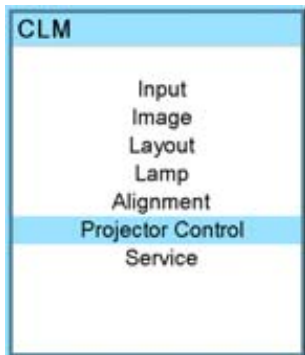 CLM
Input
Image
Layout
Lamp
Alignment
Projector Control
Service